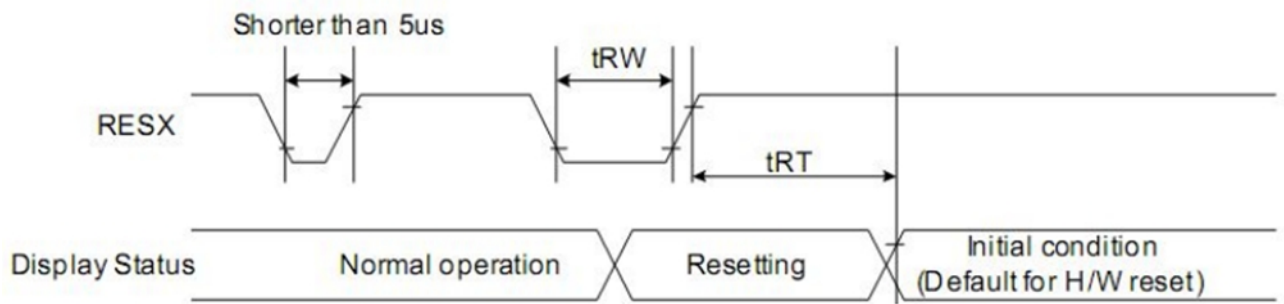 Shorter than 5us
tRW
RESX
tRT
Display Status
Normal operation
Resetting
Initial condition
(Default for H/W reset)